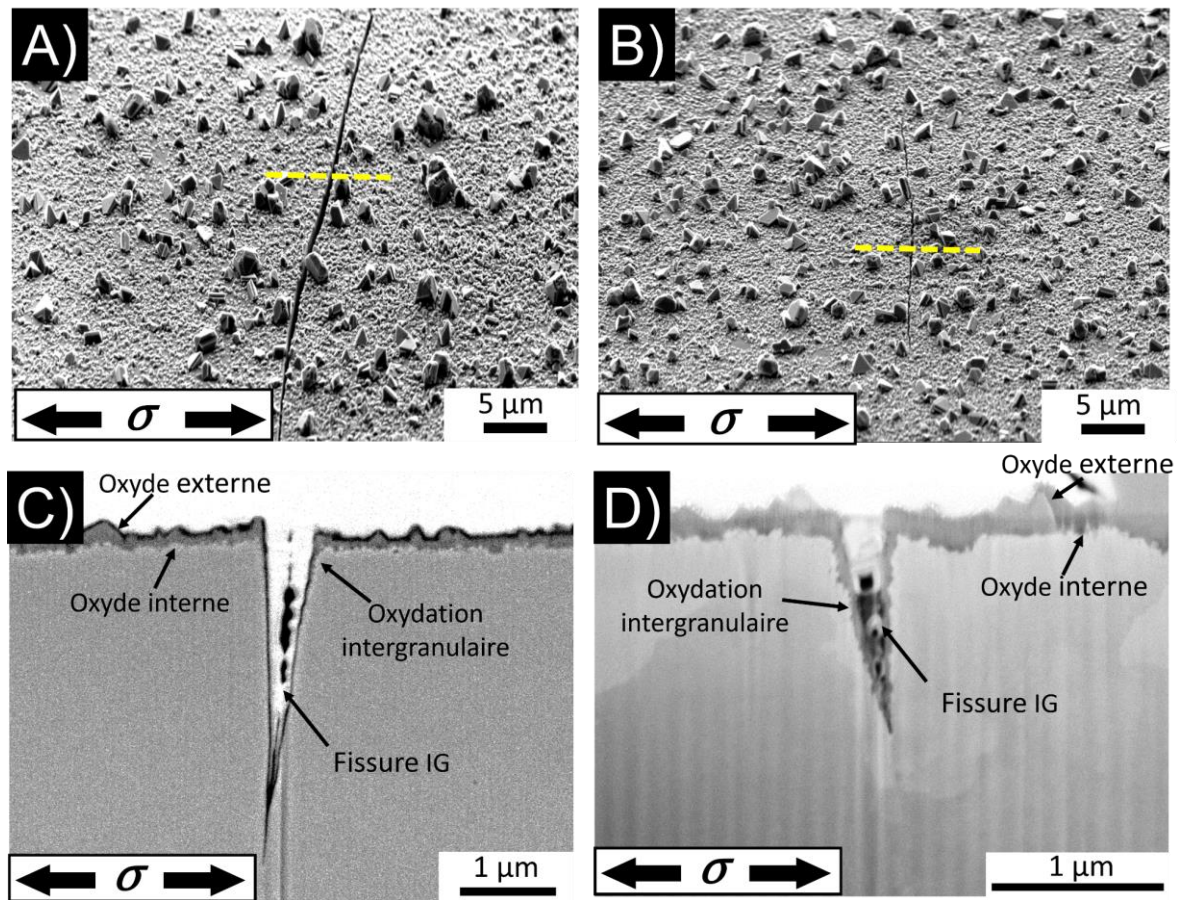 A)
σ
5 µm
B)
σ
5 µm
C)
Oxyde externe
Oxyde interne
Oxydation
intergranulaire
Fissure IG
σ
1 µm
D)
Oxyde externe
Oxyde interne
Oxydation
intergranulaire
Fissure IG
σ
1 µm